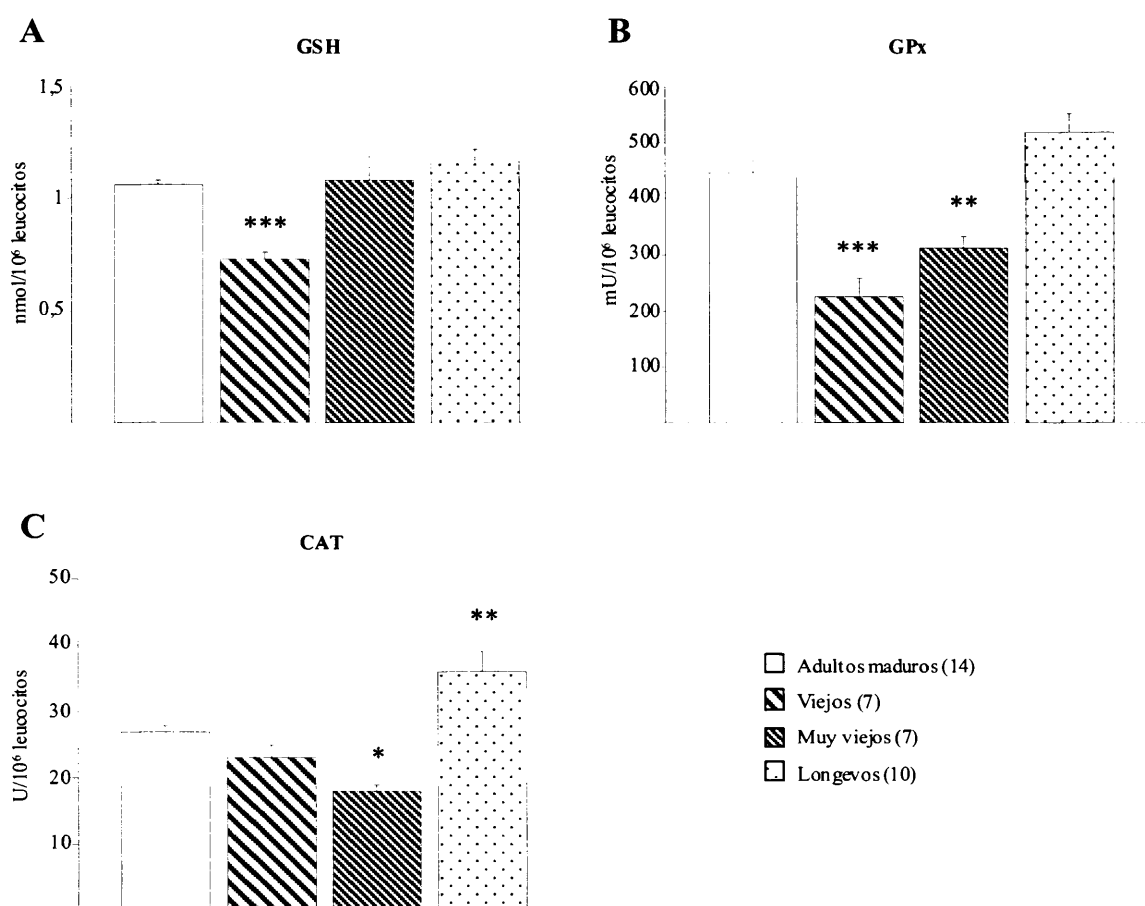 A
GSH
1,5
1
0,5
nmol/10⁶ leucocitos
***
B
GPx
600
500
400
300
200
100
mU/10⁶ leucocitos
***
**
C
CAT
50
40
30
20
10
U/10⁶ leucocitos
*
**
Adultos maduros (14)
Viejos (7)
Muy viejos (7)
Longevos (10)